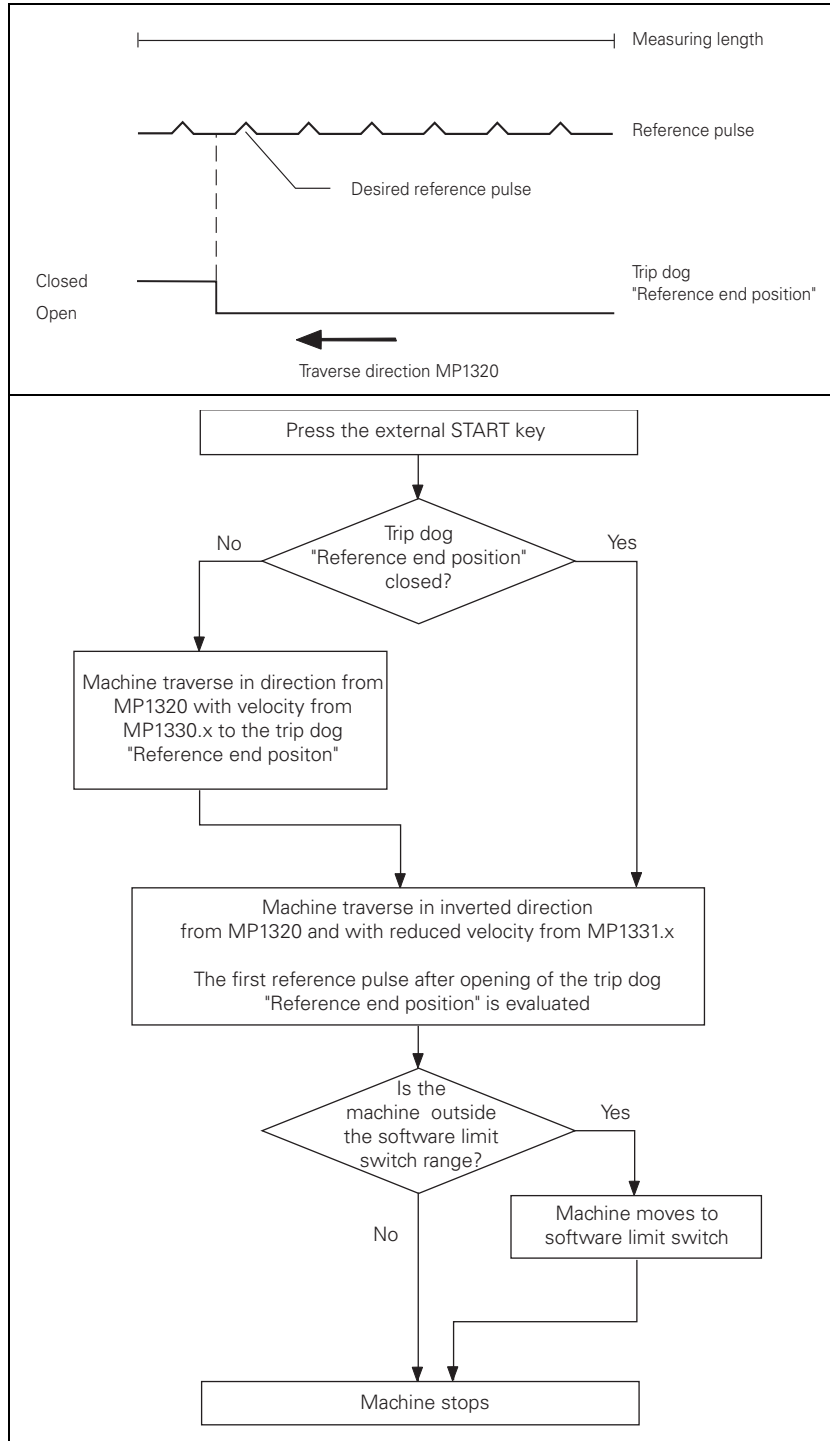 Measuring length
Reference pulse
Desired reference pulse
Closed
Open
Trip dog
"Reference end position"
Traverse direction MP1320
Press the external START key
Trip dog
"Reference end position"
closed?
No
Yes
Machine traverse in direction from
MP1320 with velocity from
MP1330.x to the trip dog
"Reference end positon"
Machine traverse in inverted direction
from MP1320 and with reduced velocity from MP1331.x
The first reference pulse after opening of the trip dog
"Reference end position" is evaluated
Is the
machine outside
the software limit
switch range?
Yes
No
Machine moves to
software limit switch
Machine stops